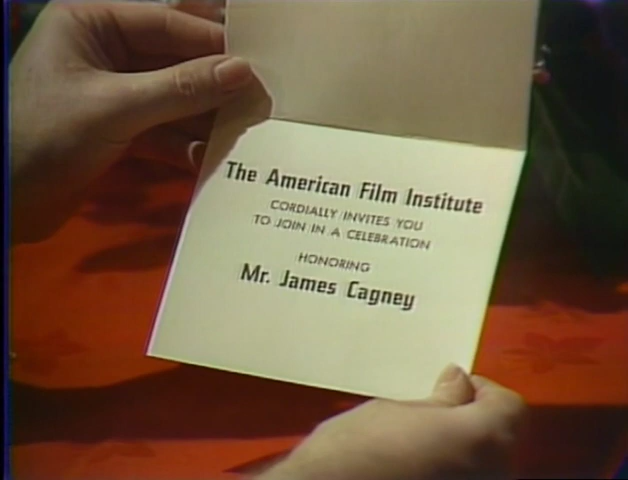 The American Film Institute
CORDIALLY INVITES YOU
TO JOIN IN A CELEBRATION
HONORING
Mr. James Cagney